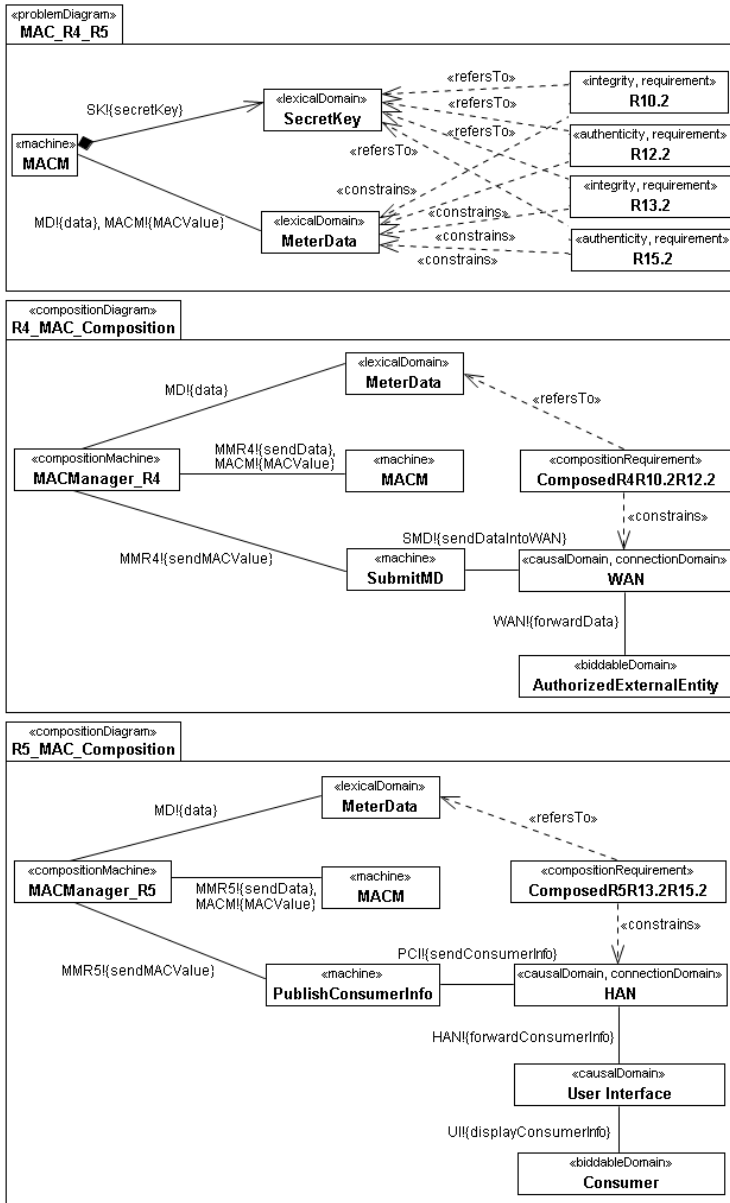 «problemDiagram»
MAC_R4_R5
SK!{secretKey}
«lexicalDomain»
SecretKey
«refersTo»
«refersTo»
«refersTo»
«refersTo»
«integrity, requirement»
R10.2
«machine»
MACM
«authenticity, requirement»
R12.2
«constrains»
«integrity, requirement»
R13.2
MD!{data}, MACM!{MACValue}
«lexicalDomain»
MeterData
«constrains»
«constrains»
«constrains»
«authenticity, requirement»
R15.2
«compositionDiagram»
R4_MAC_Composition
MD!{data}
«lexicalDomain»
MeterData
«refersTo»
«compositionMachine»
MACManager_R4
MMR4!{sendData},
MACM!{MACValue}
«machine»
MACM
«compositionRequirement»
ComposedR4R10.2R12.2
«constrains»
MMR4!{sendMACValue}
«machine»
SubmitMD
SMD!{sendDataIntoWAN}
«causalDomain, connectionDomain»
WAN
WAN!{forwardData}
«biddableDomain»
AuthorizedExternalEntity
«compositionDiagram»
R5_MAC_Composition
MD!{data}
«lexicalDomain»
MeterData
«refersTo»
«compositionMachine»
MACManager_R5
MMR5!{sendData},
MACM!{MACValue}
«machine»
MACM
«compositionRequirement»
ComposedR5R13.2R15.2
«constrains»
MMR5!{sendMACValue}
«machine»
PublishConsumerInfo
PCI!{sendConsumerInfo}
«causalDomain, connectionDomain»
HAN
HAN!{forwardConsumerInfo}
«causalDomain»
User Interface
UI!{displayConsumerInfo}
«biddableDomain»
Consumer